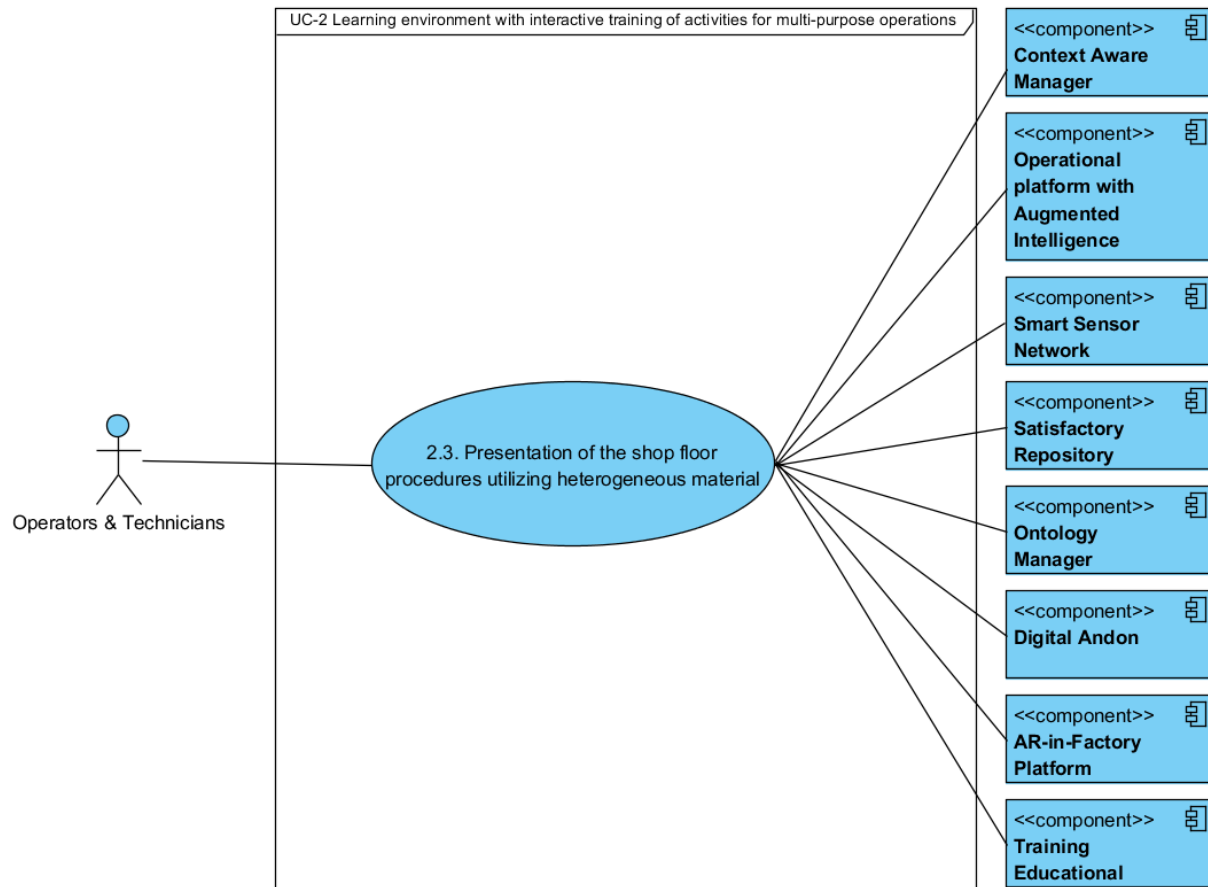 UC-2 Learning environment with interactive training of activities for multi-purpose operations
<<component>>
Context Aware
Manager
<<component>>
Operational
platform with
Augmented
Intelligence
<<component>>
Smart Sensor
Network
<<component>>
Satisfactory
Repository
<<component>>
Ontology
Manager
<<component>>
Digital Andon
<<component>>
AR-in-Factory
Platform
<<component>>
Training
Educational
2.3. Presentation of the shop floor
procedures utilizing heterogeneous material
Operators & Technicians